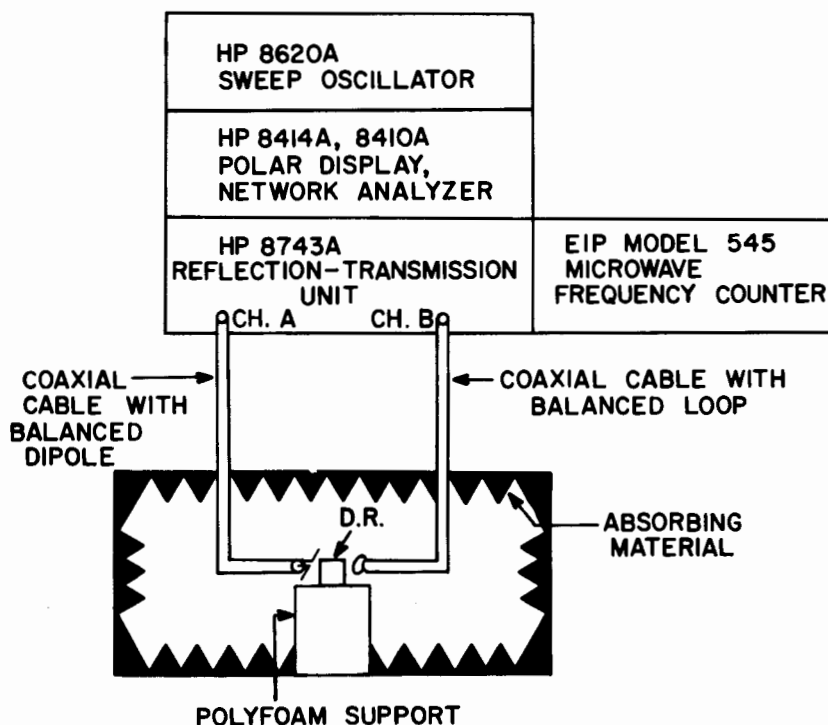 HP 8620A
SWEEP OSCILLATOR
HP 8414A, 8410A
POLAR DISPLAY,
NETWORK ANALYZER
HP 8743A
REFLECTION-TRANSMISSION
UNIT
CH. A
CH. B
EIP MODEL 545
MICROWAVE
FREQUENCY COUNTER
COAXIAL
CABLE WITH
BALANCED
DIPOLE
COAXIAL CABLE WITH
BALANCED LOOP
D.R.
ABSORBING
MATERIAL
POLYFOAM SUPPORT